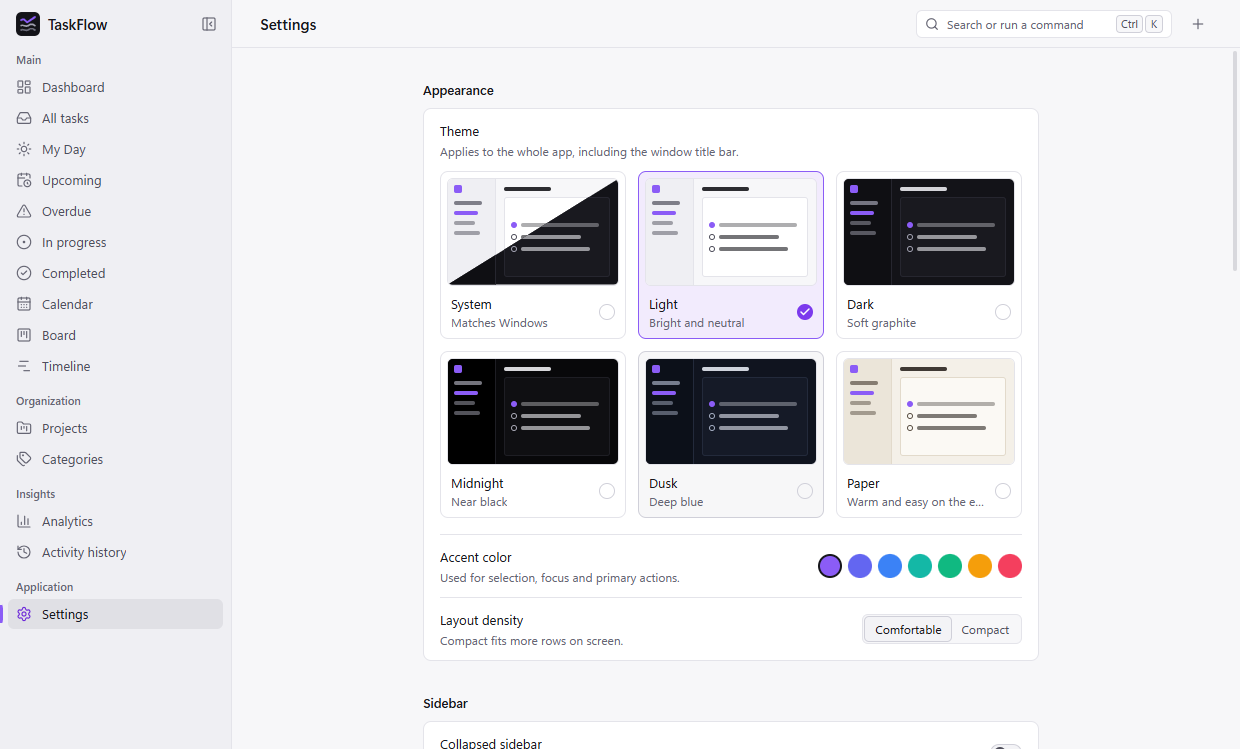 TaskFlow
Settings
Search or run a command
Ctrl
K
Main
Dashboard
All tasks
My Day
Upcoming
Overdue
In progress
Completed
Calendar
Board
Timeline
Organization
Projects
Categories
Insights
Analytics
Activity history
Application
Settings
Appearance
Theme
Applies to the whole app, including the window title bar.
System
Matches Windows
Light
Bright and neutral
Dark
Soft graphite
Midnight
Near black
Dusk
Deep blue
Paper
Warm and easy on the e...
Accent color
Used for selection, focus and primary actions.
Layout density
Compact fits more rows on screen.
Comfortable
Compact
Sidebar
Collapsed sidebar